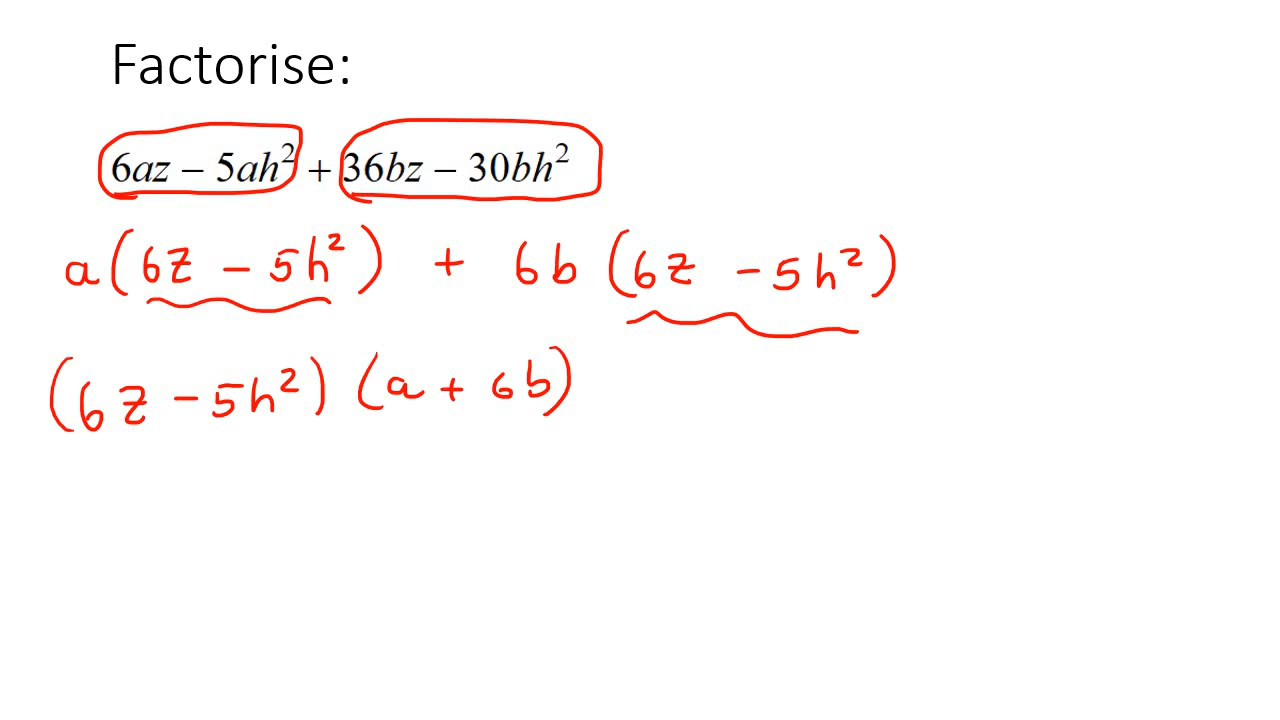 Factorise:
6az − 5ah² + 36bz − 30bh²
a(6z − 5h²) + 6b(6z − 5h²)
(6z − 5h²)(a + 6b)